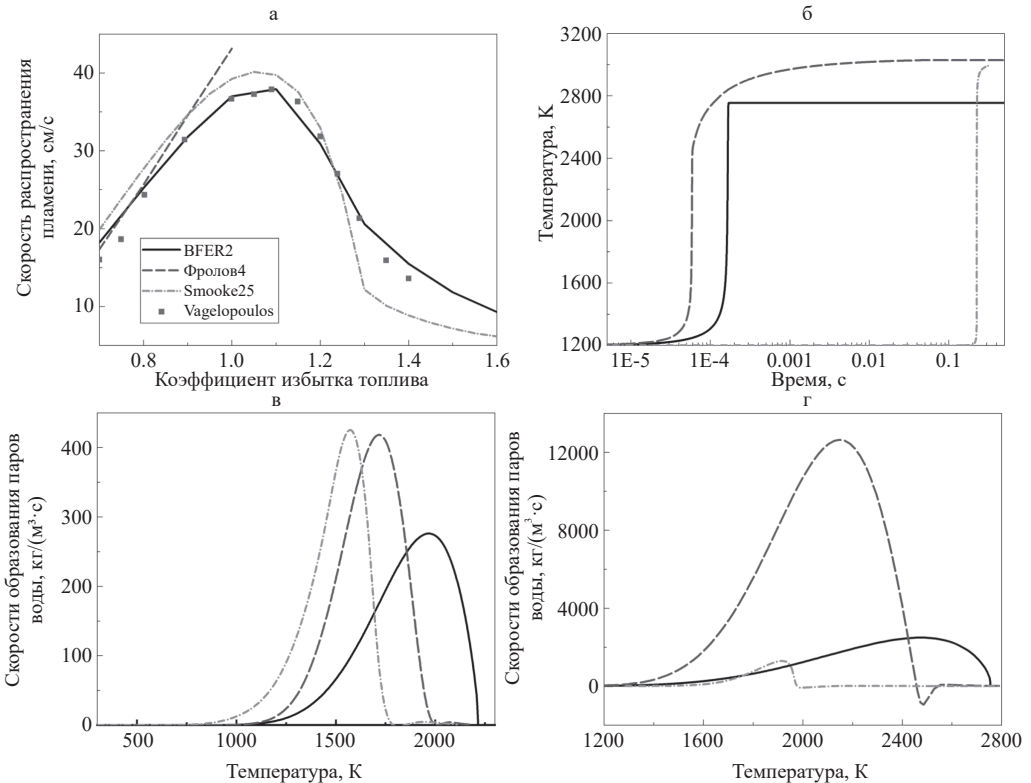 а
Скорость распространения
пламени, см/с
40
30
20
10
BFER2
Фролов4
Smooke25
Vagelopoulos
0.8
1.0
1.2
1.4
1.6
Коэффициент избытка топлива
б
Температура, K
3200
2800
2400
2000
1600
1200
1E-5
1E-4
0.001
0.01
0.1
Время, с
в
Скорости образования паров
воды, кг/(м³·с)
400
300
200
100
0
500
1000
1500
2000
Температура, K
г
Скорости образования паров
воды, кг/(м³·с)
12000
8000
4000
0
1200
1600
2000
2400
2800
Температура, K